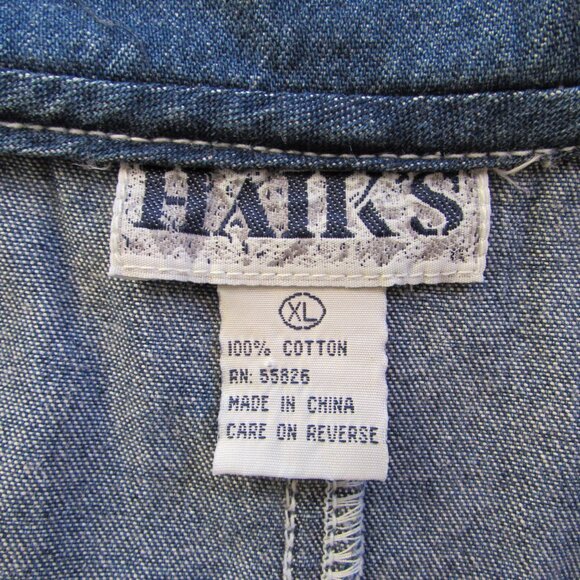 HAIKS
XL
100% COTTON
RN: 55826
MADE IN CHINA
CARE ON REVERSE